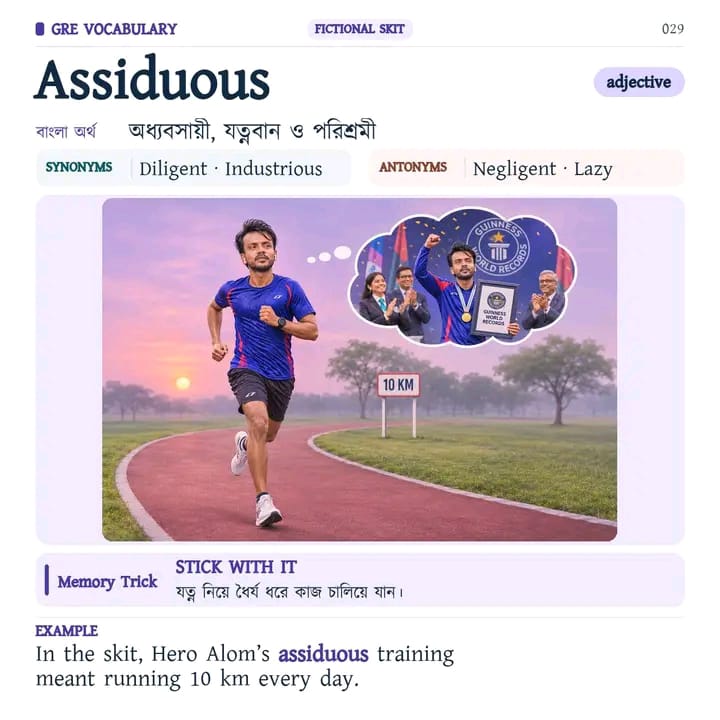 GRE VOCABULARY
FICTIONAL SKIT
029
Assiduous
adjective
বাংলা অর্থ অধ্যবসায়ী, যত্নবান ও পরিশ্রমী
SYNONYMS Diligent · Industrious
ANTONYMS Negligent · Lazy
GUINNESS
WORLD RECORDS
GUINNESS
WORLD
RECORDS
10 KM
Memory Trick
STICK WITH IT
যত্ন নিয়ে ধৈর্য ধরে কাজ চালিয়ে যান।
EXAMPLE
In the skit, Hero Alom’s assiduous training
meant running 10 km every day.